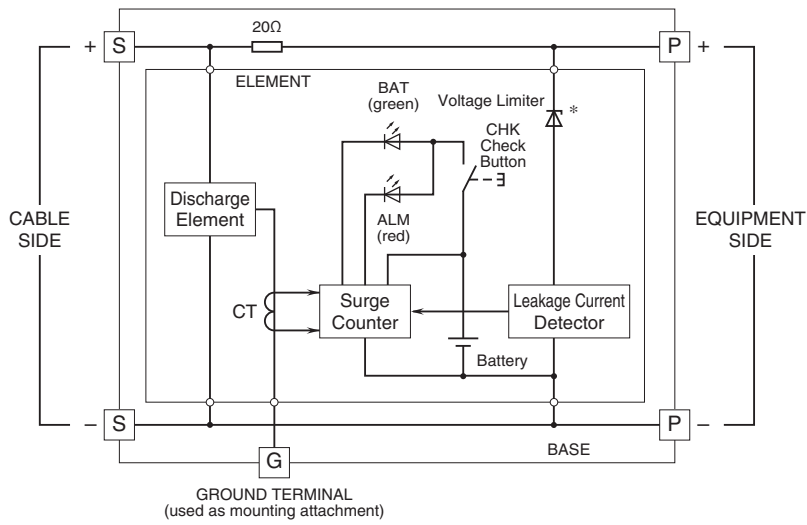 20Ω
+ S
P +
ELEMENT
BAT
(green)
Voltage Limiter *
CHK
Check
Button
Discharge
Element
ALM
(red)
CABLE
SIDE
EQUIPMENT
SIDE
CT
Surge
Counter
Leakage Current
Detector
Battery
– S
P –
BASE
G
GROUND TERMINAL
(used as mounting attachment)